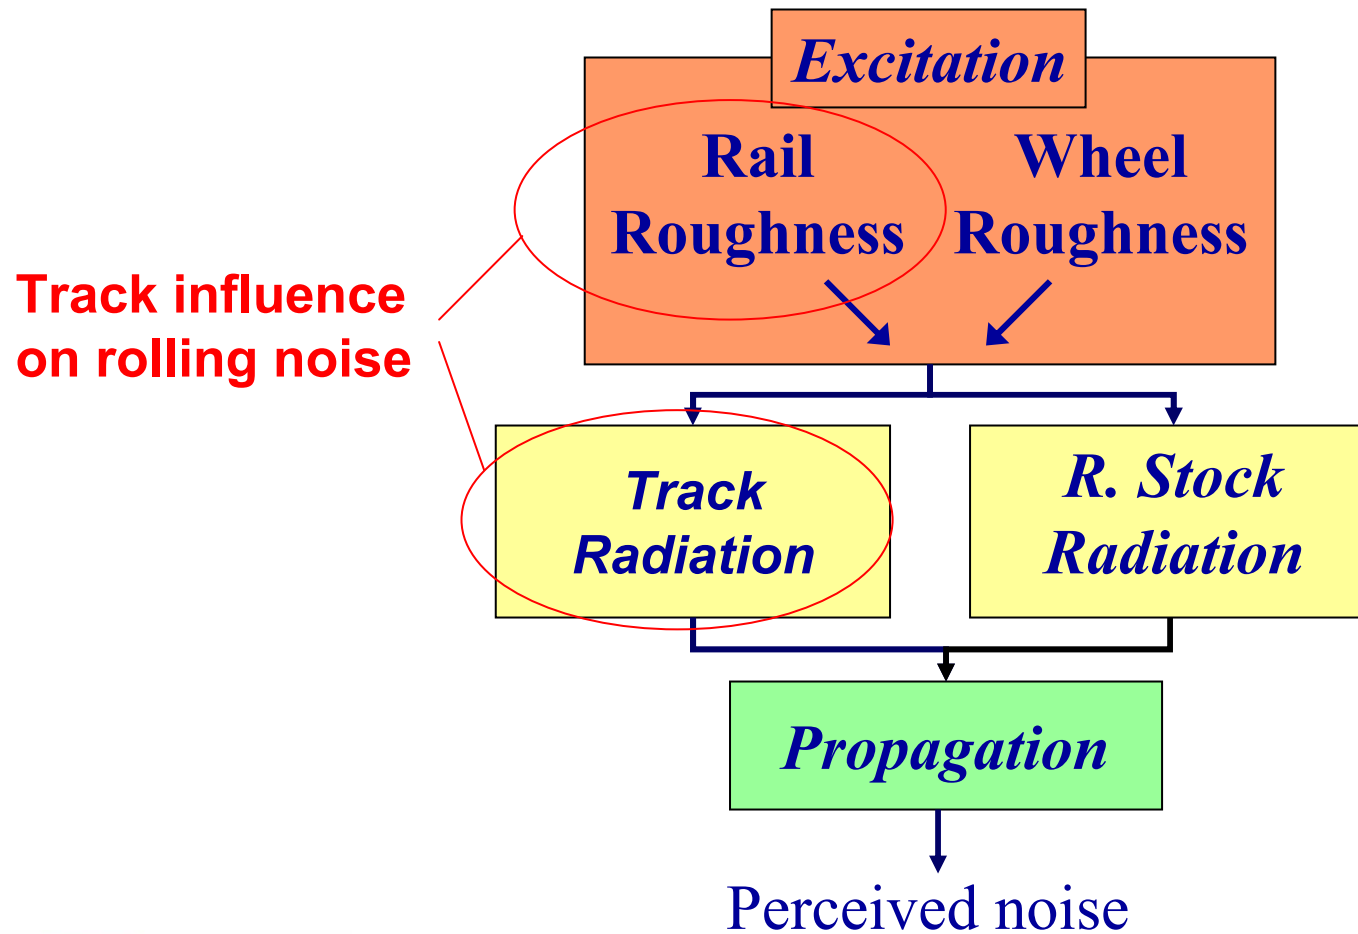 Excitation
Rail
Roughness
Wheel
Roughness
Track influence
on rolling noise
Track
Radiation
R. Stock
Radiation
Propagation
Perceived noise